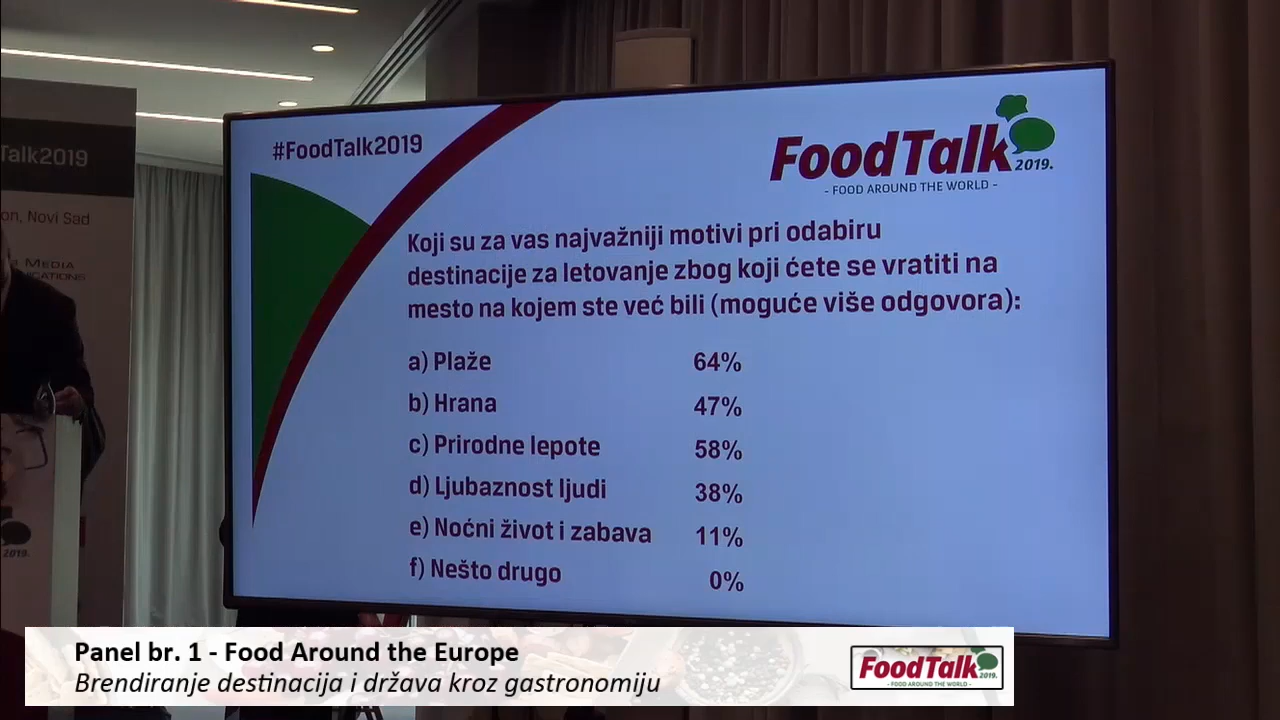 #FoodTalk2019
FoodTalk
2019.
- FOOD AROUND THE WORLD -
Koji su za vas najvažniji motivi pri odabiru
destinacije za letovanje zbog koji ćete se vratiti na
mesto na kojem ste već bili (moguće više odgovora):
a) Plaže 64%
b) Hrana 47%
c) Prirodne lepote 58%
d) Ljubaznost ljudi 38%
e) Noćni život i zabava 11%
f) Nešto drugo 0%
Talk2019
on, Novi Sad
MEDIA
2019.
Panel br. 1 - Food Around the Europe
Brendiranje destinacija i država kroz gastronomiju
FoodTalk
2019.
- FOOD AROUND THE WORLD -